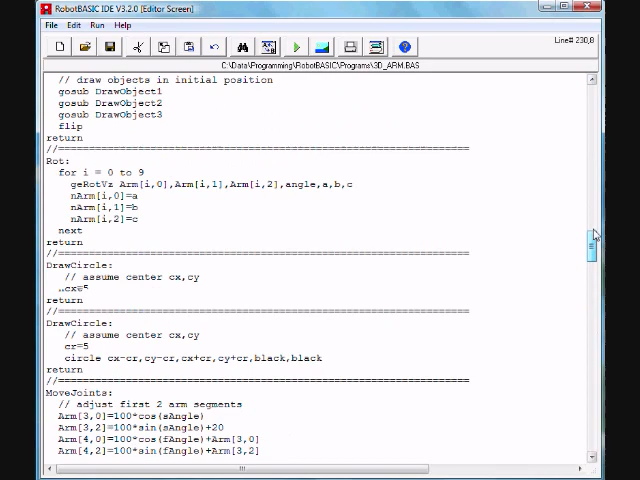 RobotBASIC IDE V3.2.0 [Editor Screen]
File Edit Run Help
Line# 230,8
C:\Data\Programming\RobotBASIC\Programs\3D_ARM.BAS
// draw objects in initial position
gosub DrawObject1
gosub DrawObject2
gosub DrawObject3
flip
return
//======================================================================
Rot:
for i = 0 to 9
geRotVz Arm[i,0],Arm[i,1],Arm[i,2],angle,a,b,c
nArm[i,0]=a
nArm[i,1]=b
nArm[i,2]=c
next
return
//======================================================================
DrawCircle:
// assume center cx,cy
return
//======================================================================
DrawCircle:
// assume center cx,cy
cr=5
circle cx-cr,cy-cr,cx+cr,cy+cr,black,black
return
//======================================================================
MoveJoints:
// adjust first 2 arm segments
Arm[3,0]=100*cos(sAngle)
Arm[3,2]=100*sin(sAngle)+20
Arm[4,0]=100*cos(fAngle)+Arm[3,0]
Arm[4,2]=100*sin(fAngle)+Arm[3,2]